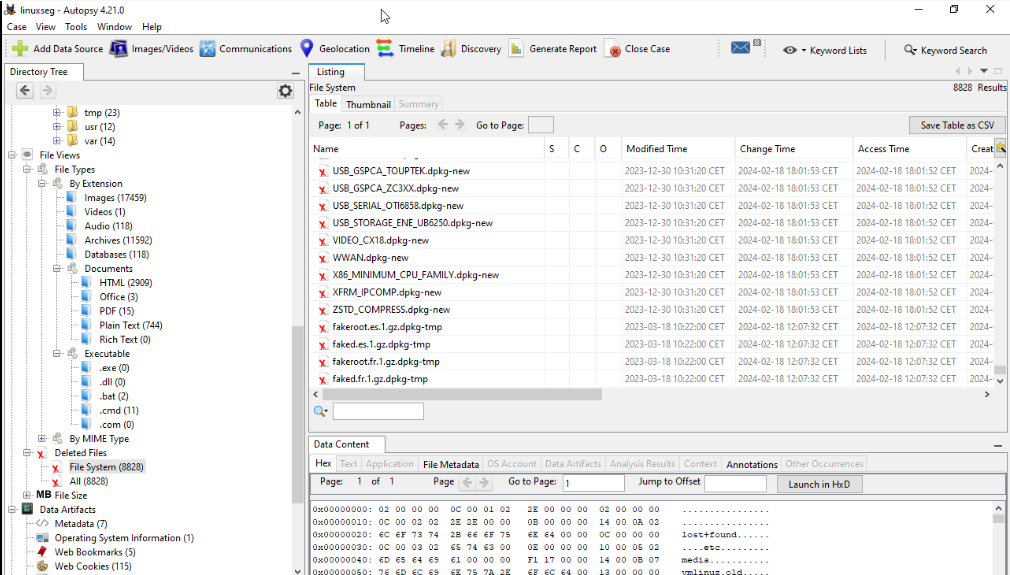 linuxseg - Autopsy 4.21.0
Case View Tools Window Help
Add Data Source Images/Videos Communications Geolocation Timeline Discovery Generate Report Close Case Keyword Lists Keyword Search
Directory Tree
tmp (23)
usr (12)
var (14)
File Views
File Types
By Extension
Images (17459)
Videos (1)
Audio (118)
Archives (11592)
Databases (118)
Documents
HTML (2909)
Office (3)
PDF (15)
Plain Text (744)
Rich Text (0)
Executable
.exe (0)
.dll (0)
.bat (2)
.cmd (11)
.com (0)
By MIME Type
Deleted Files
File System (8828)
All (8828)
MB File Size
Data Artifacts
Metadata (7)
Operating System Information (1)
Web Bookmarks (5)
Web Cookies (115)
Listing
File System
8828 Results
Table Thumbnail Summary
Page: 1 of 1 Pages: Go to Page: Save Table as CSV
Name S C O Modified Time Change Time Access Time Creat
USB_GSPCA_TOUPTEK.dpkg-new 2023-12-30 10:31:20 CET 2024-02-18 18:01:53 CET 2024-02-18 18:01:52 CET 2024-
USB_GSPCA_ZC3XX.dpkg-new 2023-12-30 10:31:20 CET 2024-02-18 18:01:53 CET 2024-02-18 18:01:52 CET 2024-
USB_SERIAL_OTI6858.dpkg-new 2023-12-30 10:31:20 CET 2024-02-18 18:01:53 CET 2024-02-18 18:01:52 CET 2024-
USB_STORAGE_ENE_UB6250.dpkg-new 2023-12-30 10:31:20 CET 2024-02-18 18:01:53 CET 2024-02-18 18:01:52 CET 2024-
VIDEO_CX18.dpkg-new 2023-12-30 10:31:20 CET 2024-02-18 18:01:53 CET 2024-02-18 18:01:52 CET 2024-
WWAN.dpkg-new 2023-12-30 10:31:20 CET 2024-02-18 18:01:53 CET 2024-02-18 18:01:52 CET 2024-
X86_MINIMUM_CPU_FAMILY.dpkg-new 2023-12-30 10:31:20 CET 2024-02-18 18:01:53 CET 2024-02-18 18:01:52 CET 2024-
XFRM_IPCOMP.dpkg-new 2023-12-30 10:31:20 CET 2024-02-18 18:01:53 CET 2024-02-18 18:01:52 CET 2024-
ZSTD_COMPRESS.dpkg-new 2023-12-30 10:31:20 CET 2024-02-18 18:01:53 CET 2024-02-18 18:01:52 CET 2024-
fakeroot.es.1.gz.dpkg-tmp 2023-03-18 10:22:00 CET 2024-02-18 12:07:32 CET 2024-02-18 12:07:32 CET 2024-
faked.es.1.gz.dpkg-tmp 2023-03-18 10:22:00 CET 2024-02-18 12:07:32 CET 2024-02-18 12:07:32 CET 2024-
fakeroot.fr.1.gz.dpkg-tmp 2023-03-18 10:22:00 CET 2024-02-18 12:07:32 CET 2024-02-18 12:07:32 CET 2024-
faked.fr.1.gz.dpkg-tmp 2023-03-18 10:22:00 CET 2024-02-18 12:07:32 CET 2024-02-18 12:07:32 CET 2024-
Data Content
Hex Text Application File Metadata OS Account Data Artifacts Analysis Results Context Annotations Other Occurrences
Page: 1 of 1 Page Go to Page: 1 Jump to Offset Launch in HxD
0x00000000: 02 00 00 00 0C 00 01 02 2E 00 00 00 02 00 00 00 ................
0x00000010: 0C 00 02 02 2E 2E 00 00 0B 00 00 00 14 00 0A 02 ................
0x00000020: 6C 6F 73 74 2B 66 6F 75 6E 64 00 00 0C 00 00 00 lost+found......
0x00000030: 0C 00 03 02 65 74 63 00 0E 00 00 00 10 00 05 02 ....etc.........
0x00000040: 6D 65 64 69 61 00 00 00 F1 17 00 00 14 00 0B 07 media...........
0x00000050: 76 6D 6C 69 6E 75 7A 2E 6F 6C 64 00 13 00 00 00 vmlinuz.old.....